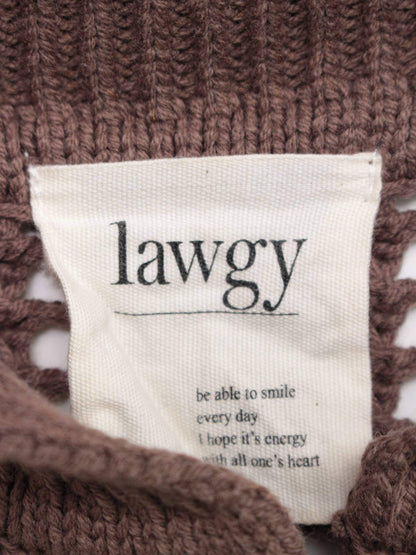 lawgy
be able to smile
every day
I hope it's energy
with all one's heart